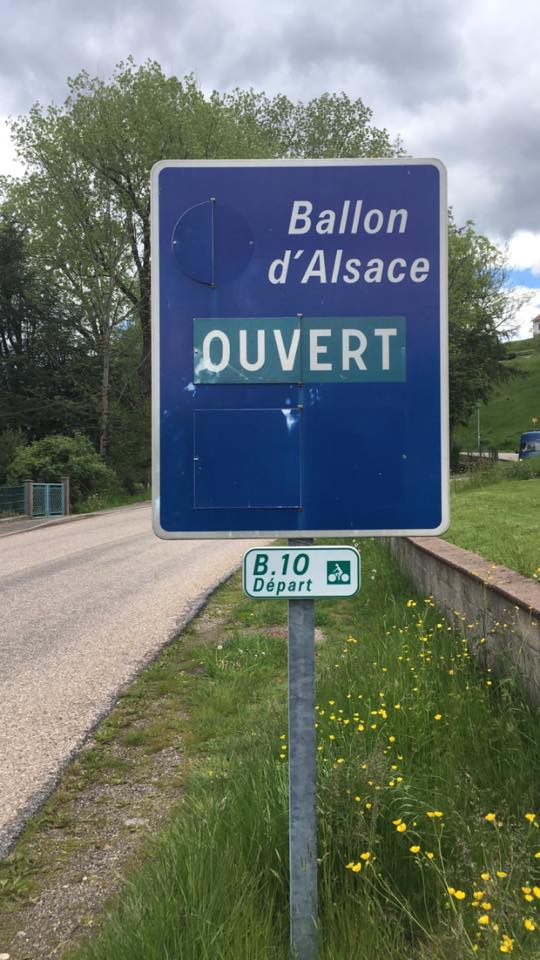 Ballon
d'Alsace
OUVERT
B.10
Départ